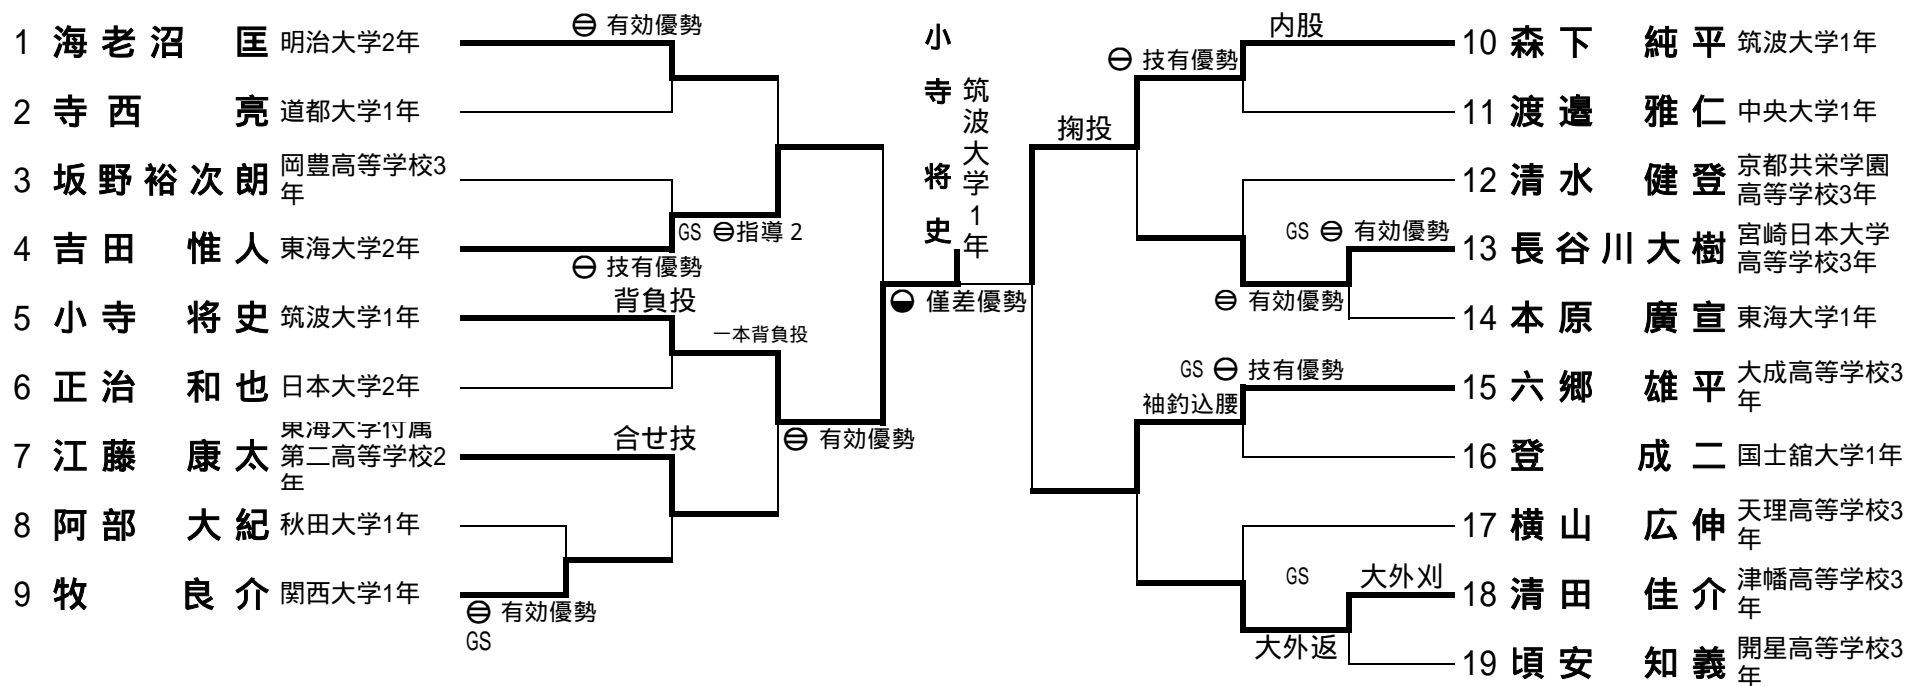 1 海老沼 匡 明治大学2年
2 寺西 亮 道都大学1年
3 坂野裕次朗 岡豊高等学校3
年
4 吉田 惟人 東海大学2年
5 小寺 将史 筑波大学1年
6 正治 和也 日本大学2年
7 江藤 康太 東海大学付属
第二高等学校2
年
8 阿部 大紀 秋田大学1年
9 牧 良介 関西大学1年
有効優勢
GS 指導2
技有優勢
背負投
一本背負投
合せ技
有効優勢
有効優勢
GS
小寺 将史
筑波大学1年
僅差優勢
内股
技有優勢
掬投
GS 有効優勢
有効優勢
GS 技有優勢
袖釣込腰
GS 大外刈
大外返
10 森下 純平 筑波大学1年
11 渡邉 雅仁 中央大学1年
12 清水 健登 京都共栄学園
高等学校3年
13 長谷川大樹 宮崎日本大学
高等学校3年
14 本原 廣宣 東海大学1年
15 六郷 雄平 大成高等学校3
年
16 登 成二 国士舘大学1年
17 横山 広伸 天理高等学校3
年
18 清田 佳介 津幡高等学校3
年
19 頃安 知義 開星高等学校3
年